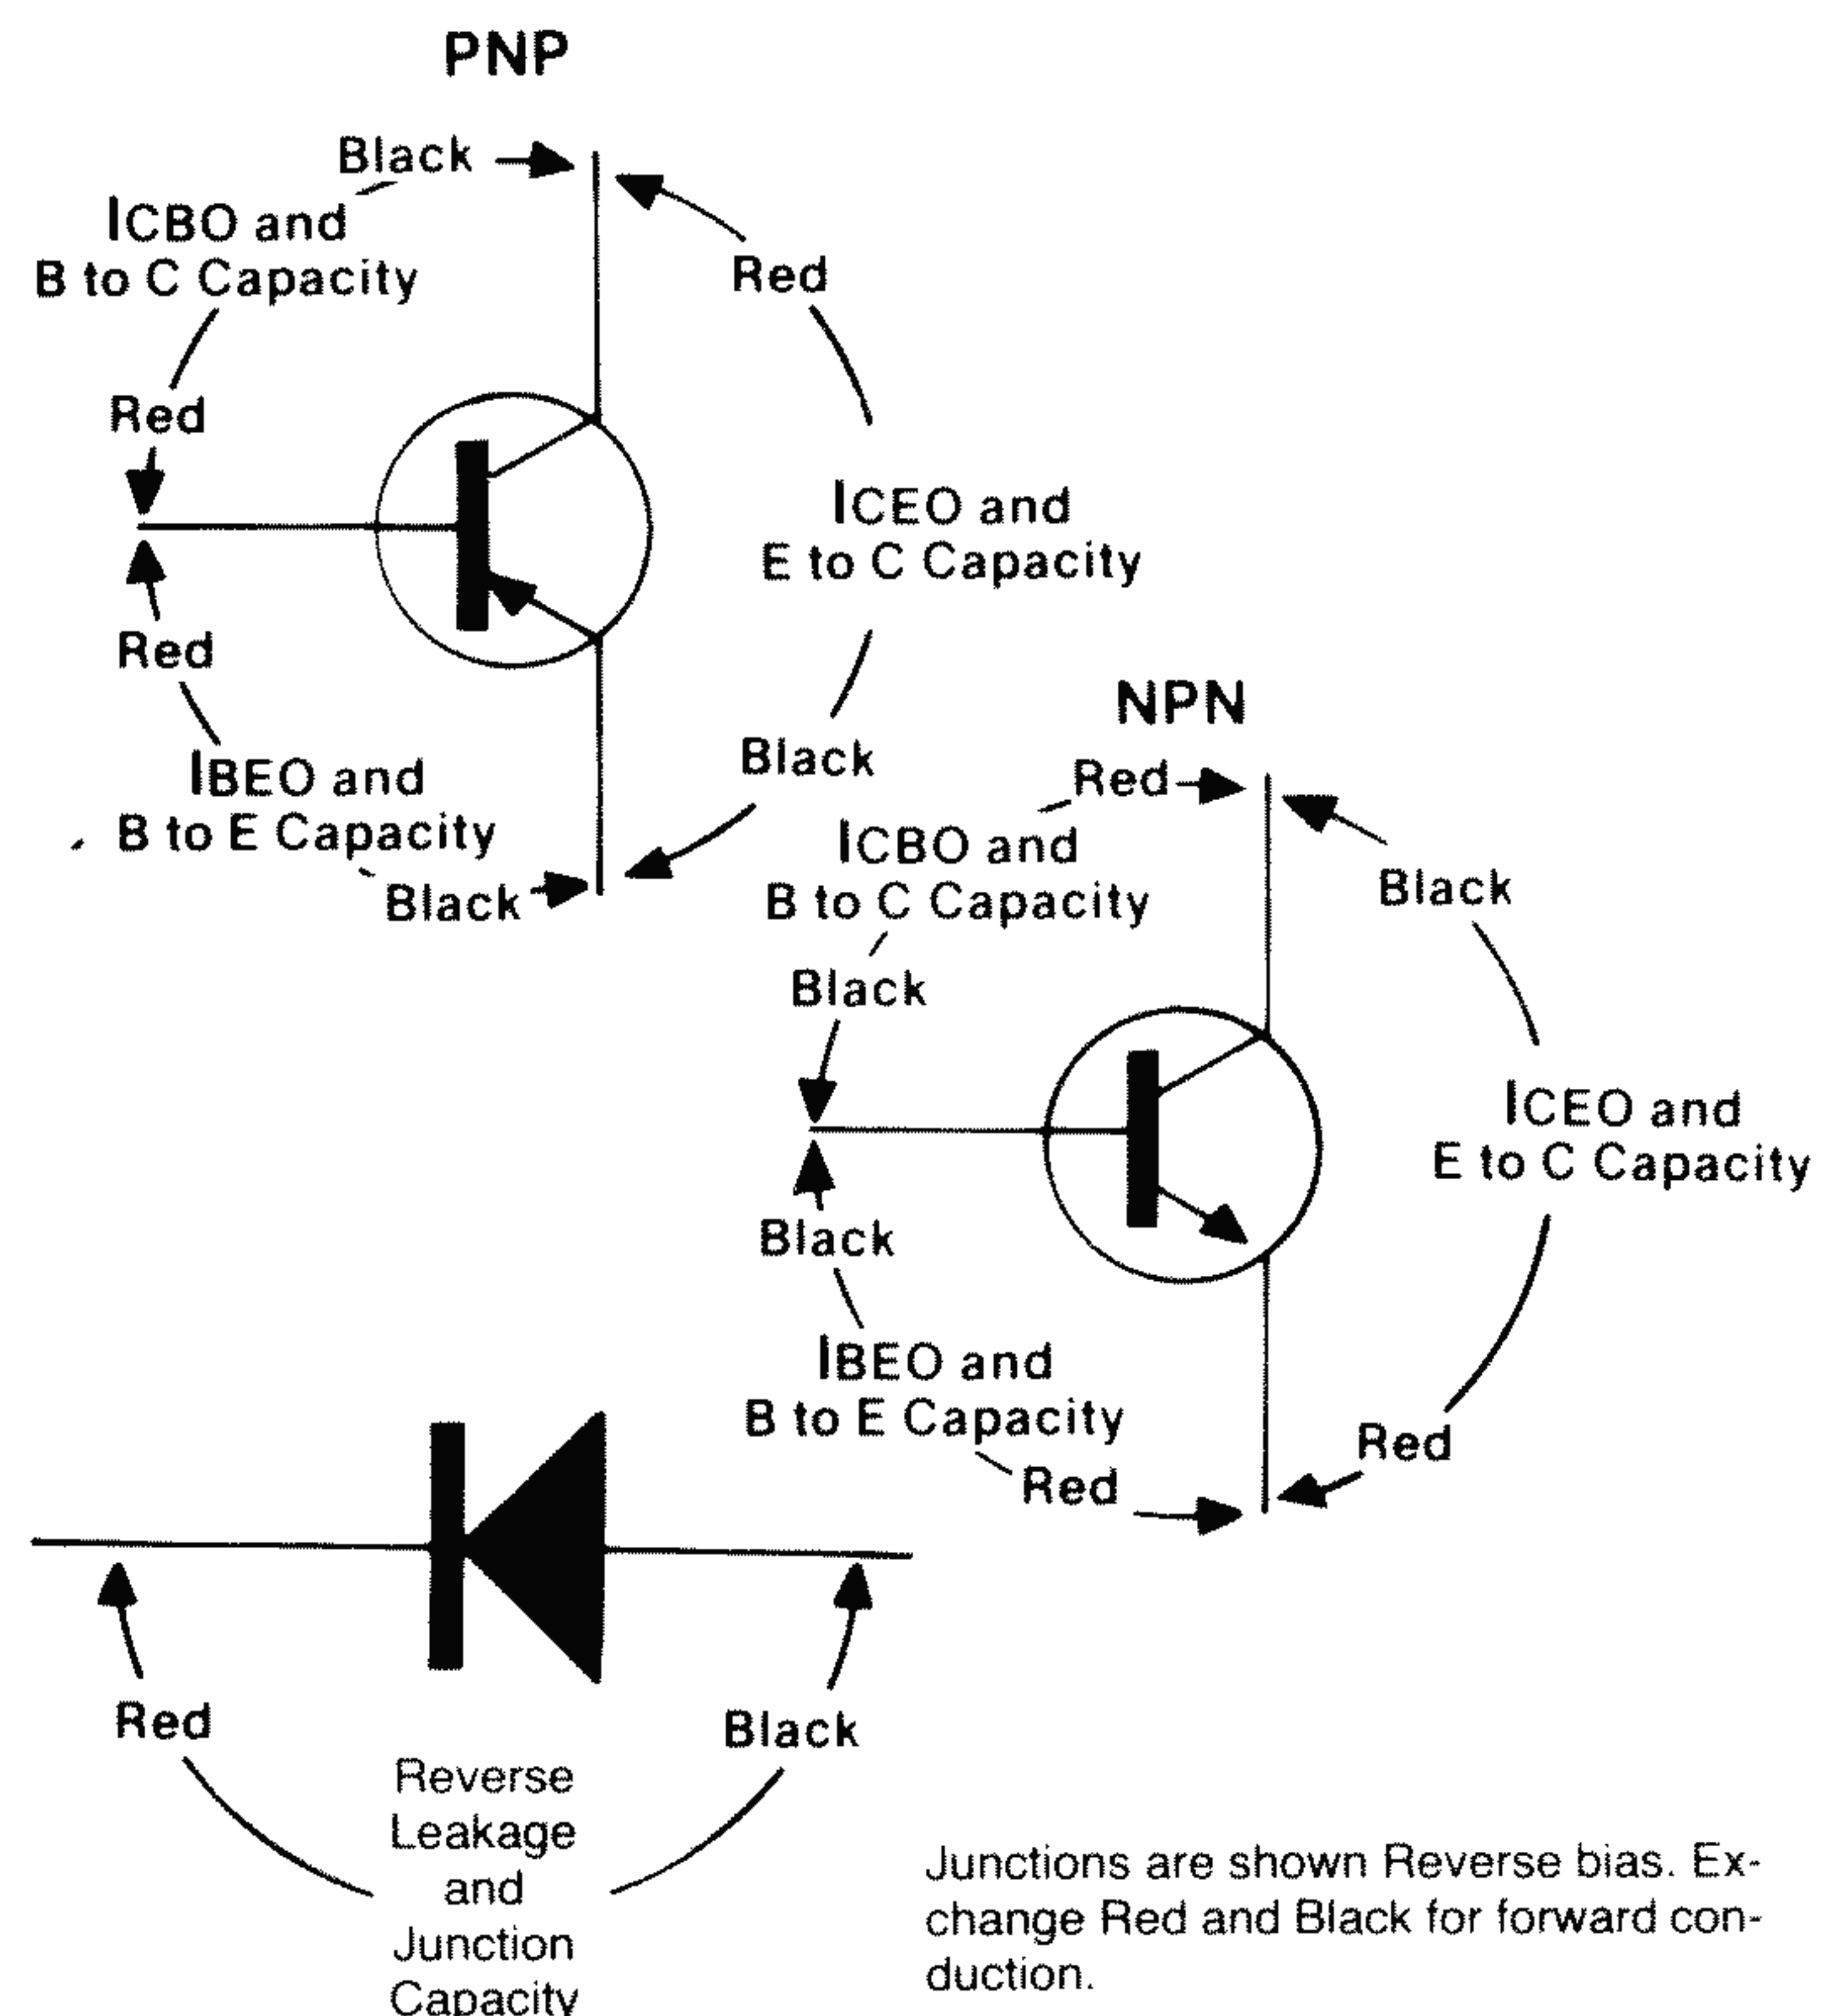 PNP
Black
ICBO and
B to C Capacity
Red
Red
ICEO and
E to C Capacity
Red
IBEO and
B to E Capacity
Black
Black
NPN
Red
ICBO and
B to C Capacity
Black
Black
ICEO and
E to C Capacity
Black
IBEO and
B to E Capacity
Red
Red
Red
Black
Reverse
Leakage
and
Junction
Capacity
Junctions are shown Reverse bias. Ex-
change Red and Black for forward con-
duction.